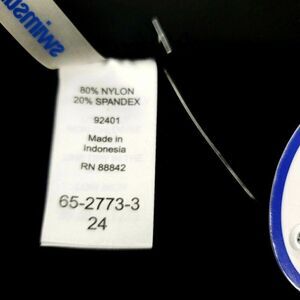 80% NYLON
20% SPANDEX
92401
Made in
Indonesia
RN 88842
65-2773-3
24